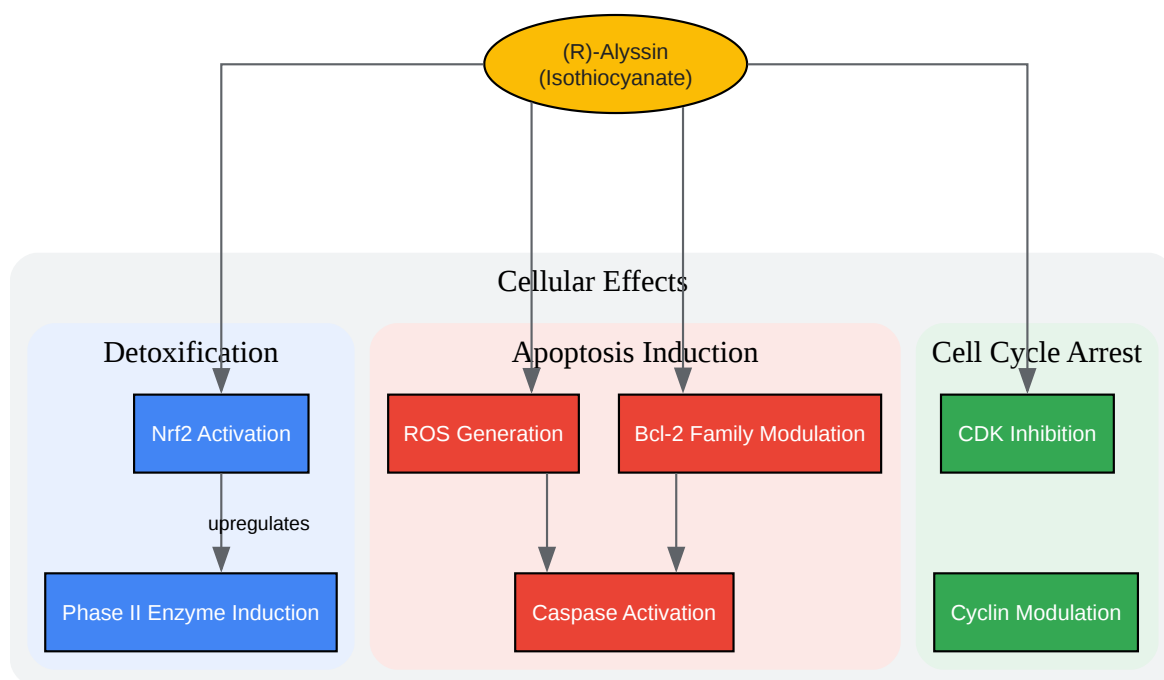 (R)-Alyssin
(Isothiocyanate)
Cellular Effects
Detoxification
Apoptosis Induction
Cell Cycle Arrest
Nrf2 Activation
ROS Generation
Bcl-2 Family Modulation
CDK Inhibition
upregulates
Phase II Enzyme Induction
Caspase Activation
Cyclin Modulation